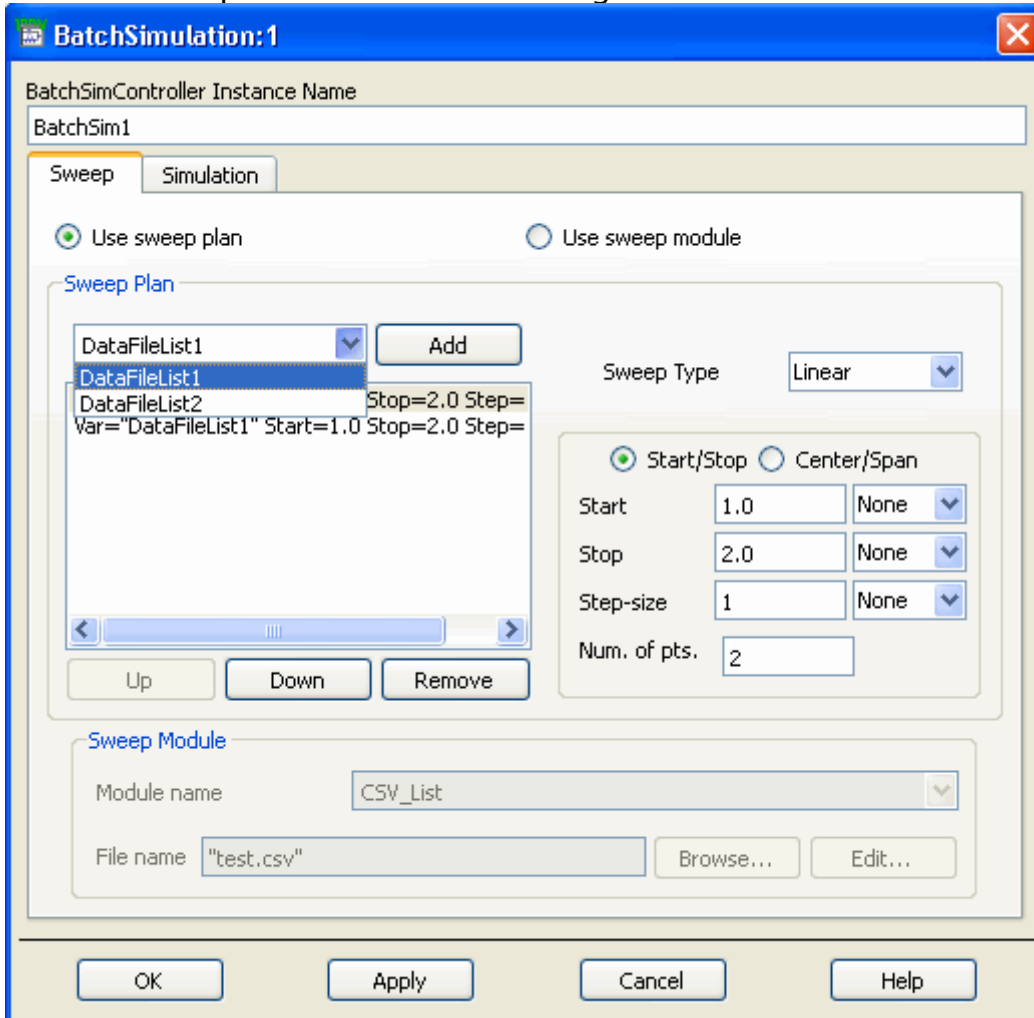 BatchSimulation:1
BatchSimController Instance Name
BatchSim1
Sweep Simulation
Use sweep plan Use sweep module
Sweep Plan
DataFileList1 Add
Sweep Type Linear
DataFileList1
DataFileList2
Stop=2.0 Step=
Var="DataFileList1" Start=1.0 Stop=2.0 Step=
Start/Stop Center/Span
Start 1.0 None
Stop 2.0 None
Step-size 1 None
Num. of pts. 2
Up Down Remove
Sweep Module
Module name CSV_List
File name "test.csv" Browse... Edit...
OK Apply Cancel Help